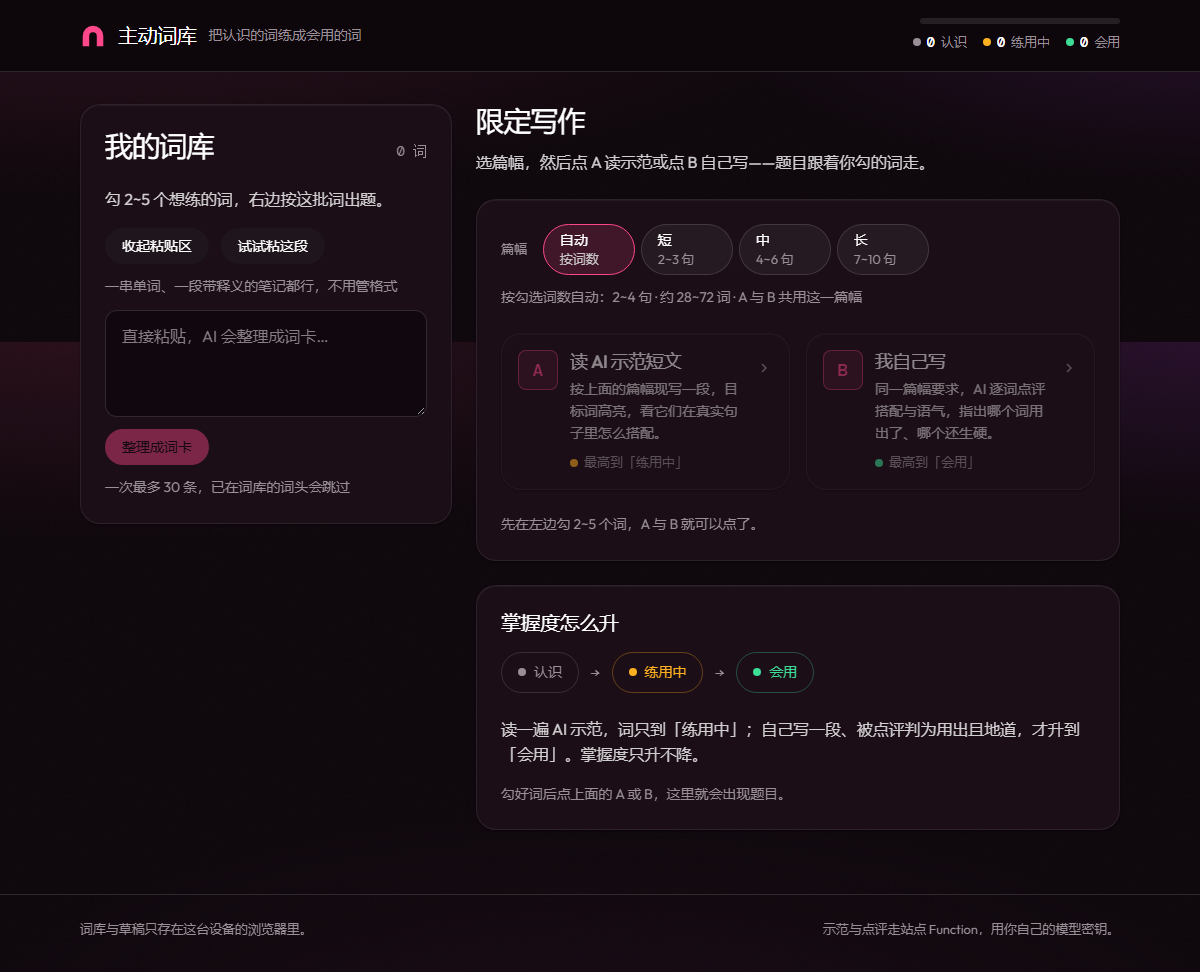 主动词库 把认识的词练成会用的词
0 认识 0 练用中 0 会用
我的词库
0 词
勾 2~5 个想练的词，右边按这批词出题。
收起粘贴区 试试粘这段
一串单词、一段带释义的笔记都行，不用管格式
直接粘贴，AI 会整理成词卡…
整理成词卡
一次最多 30 条，已在词库的词头会跳过
限定写作
选篇幅，然后点 A 读示范或点 B 自己写——题目跟着你勾的词走。
篇幅
自动
按词数
短
2~3 句
中
4~6 句
长
7~10 句
按勾选词数自动：2~4 句 · 约 28~72 词 · A 与 B 共用这一篇幅
A
读 AI 示范短文
按上面的篇幅现写一段，目
标词高亮，看它们在真实句
子里怎么搭配。
最高到「练用中」
B
我自己写
同一篇幅要求，AI 逐词点评
搭配与语气，指出哪个词用
出了、哪个还生硬。
最高到「会用」
先在左边勾 2~5 个词，A 与 B 就可以点了。
掌握度怎么升
认识 → 练用中 → 会用
读一遍 AI 示范，词只到「练用中」；自己写一段、被点评判为用出且地道，才升到
「会用」。掌握度只升不降。
勾好词后点上面的 A 或 B，这里就会出现题目。
词库与草稿只存在这台设备的浏览器里。
示范与点评走站点 Function，用你自己的模型密钥。